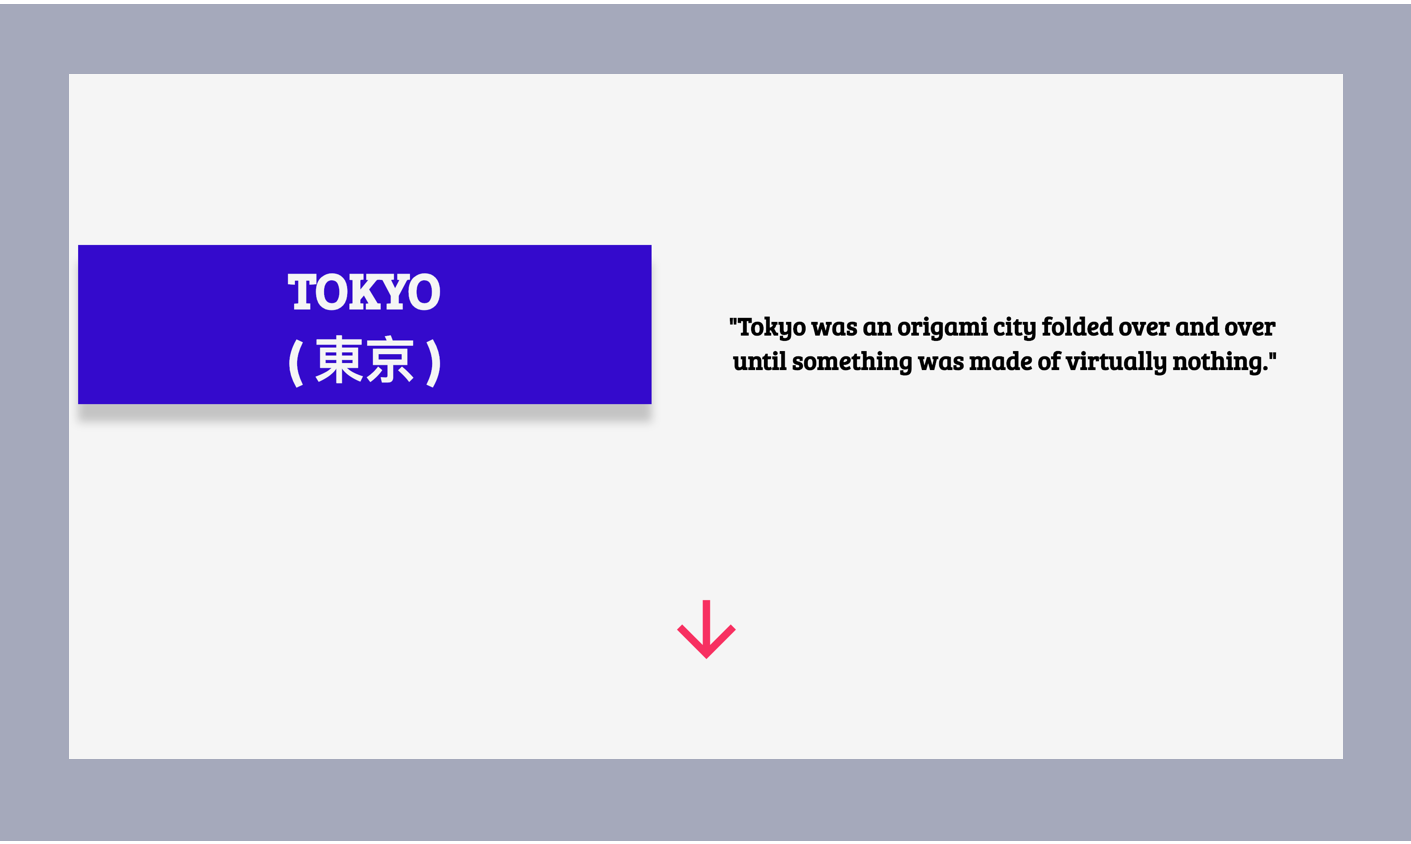 TOKYO
(東京)
"Tokyo was an origami city folded over and over
until something was made of virtually nothing."